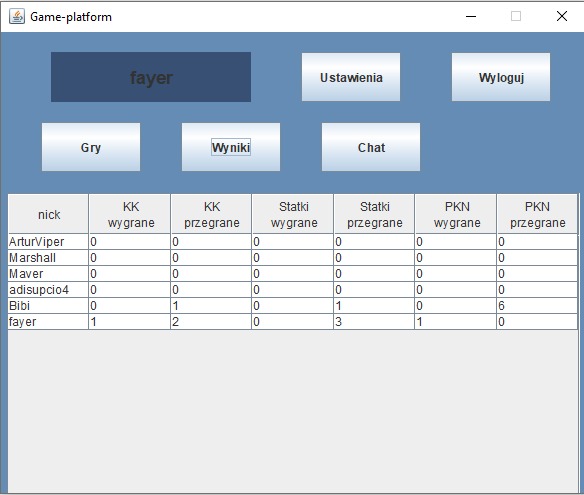 Game-platform
fayer Ustawienia Wyloguj
Gry Wyniki Chat
nick KK wygrane KK przegrane Statki wygrane Statki przegrane PKN wygrane PKN przegrane
ArturViper 0 0 0 0 0 0
Marshall 0 0 0 0 0 0
Maver 0 0 0 0 0 0
adisupcio4 0 0 0 0 0 0
Bibi 0 1 0 1 0 6
fayer 1 2 0 3 1 0